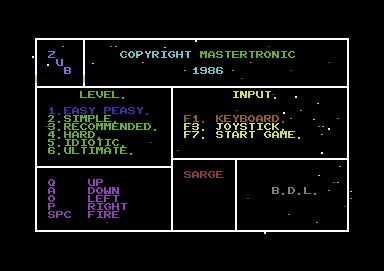 Z
U
B
COPYRIGHT MASTERTRONIC
1986
LEVEL.
1.EASY PEASY.
2.SIMPLE.
3.RECOMMENDED.
4.HARD.
5.IDIOTIC.
6.ULTIMATE.
INPUT.
F1. KEYBOARD.
F3. JOYSTICK.
F7. START GAME.
Q UP
A DOWN
O LEFT
P RIGHT
SPC FIRE
SARGE
B.D.L.